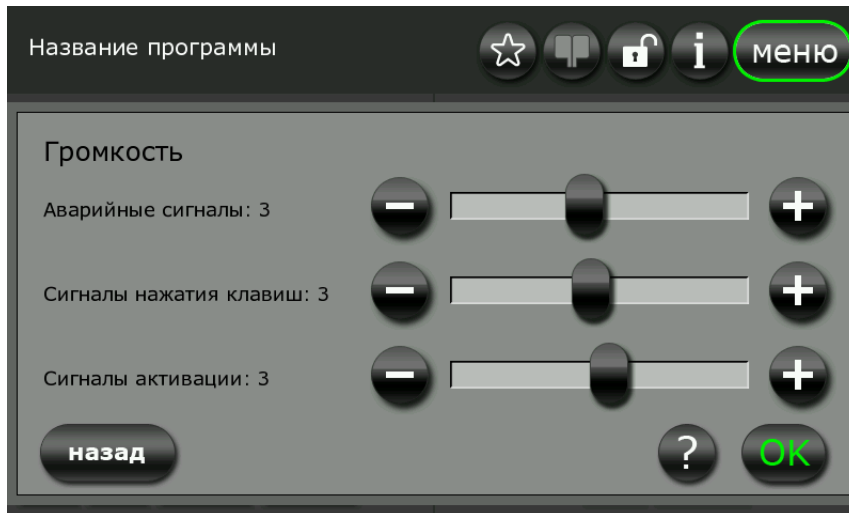 Название программы
i
меню
Громкость
Аварийные сигналы: 3
Сигналы нажатия клавиш: 3
Сигналы активации: 3
назад
?
OK